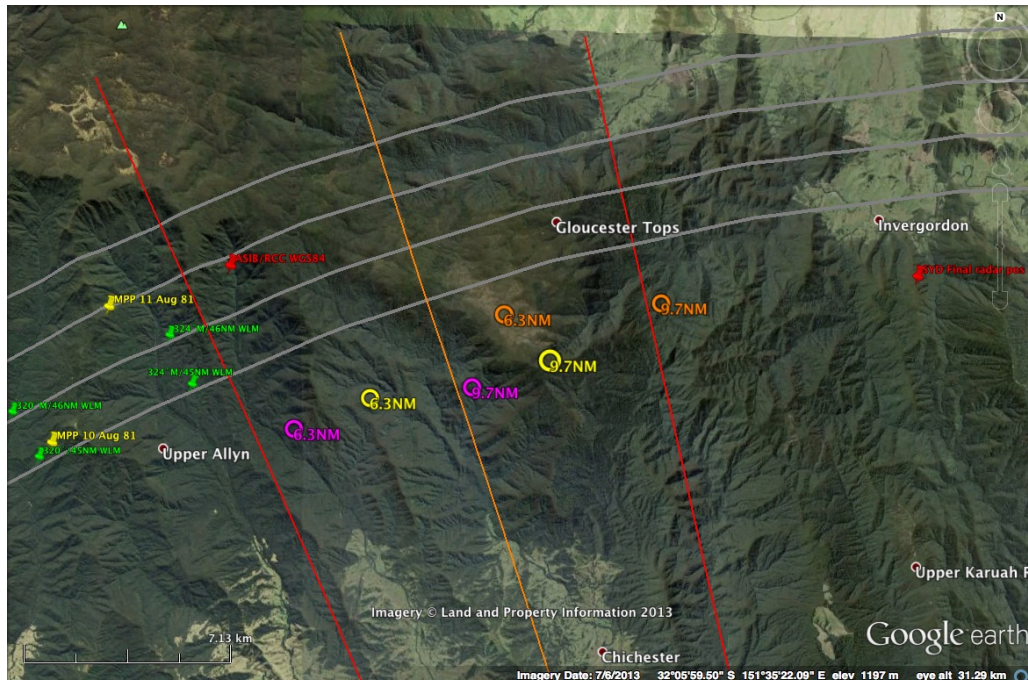 N
Gloucester Tops
Invergordon
ASIB/RCC WGS84
SYD Final radar pos
MPP 11 Aug 81
9.7NM
6.3NM
324 M/46NM WLM
9.7NM
324 M/45NM WLM
9.7NM
6.3NM
320 M/46NM WLM
6.3NM
MPP 10 Aug 81
Upper Allyn
320 /45NM WLM
Upper Karuah R
Imagery © Land and Property Information 2013
7.13 km
Google earth
Chichester
Imagery Date: 7/6/2013 32°05'59.50" S 151°35'22.09" E elev 1197 m eye alt 31.29 km